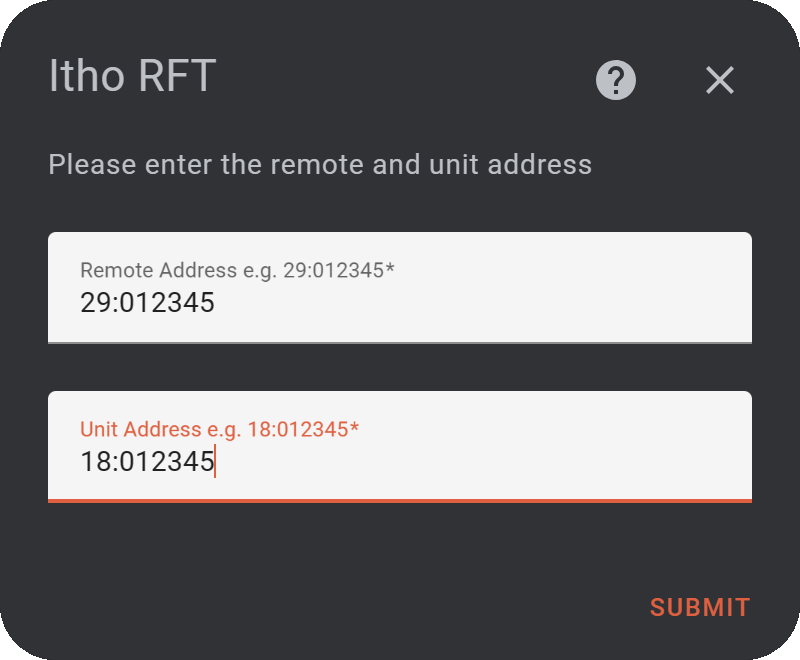 Itho RFT
Please enter the remote and unit address
Remote Address e.g. 29:012345*
29:012345
Unit Address e.g. 18:012345*
18:012345
SUBMIT